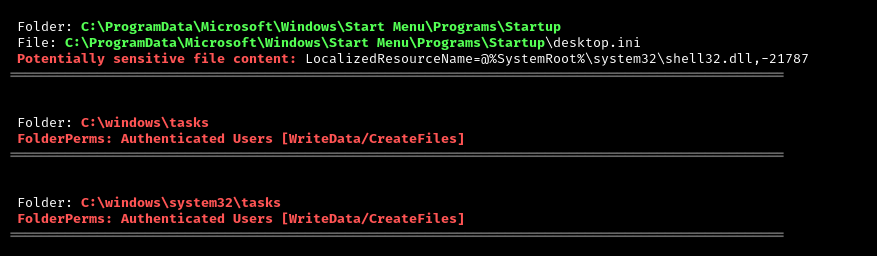 Folder: C:\ProgramData\Microsoft\Windows\Start Menu\Programs\Startup
File: C:\ProgramData\Microsoft\Windows\Start Menu\Programs\Startup\desktop.ini
Potentially sensitive file content: LocalizedResourceName=@%SystemRoot%\system32\shell32.dll,-21787
Folder: C:\windows\tasks
FolderPerms: Authenticated Users [WriteData/CreateFiles]
Folder: C:\windows\system32\tasks
FolderPerms: Authenticated Users [WriteData/CreateFiles]